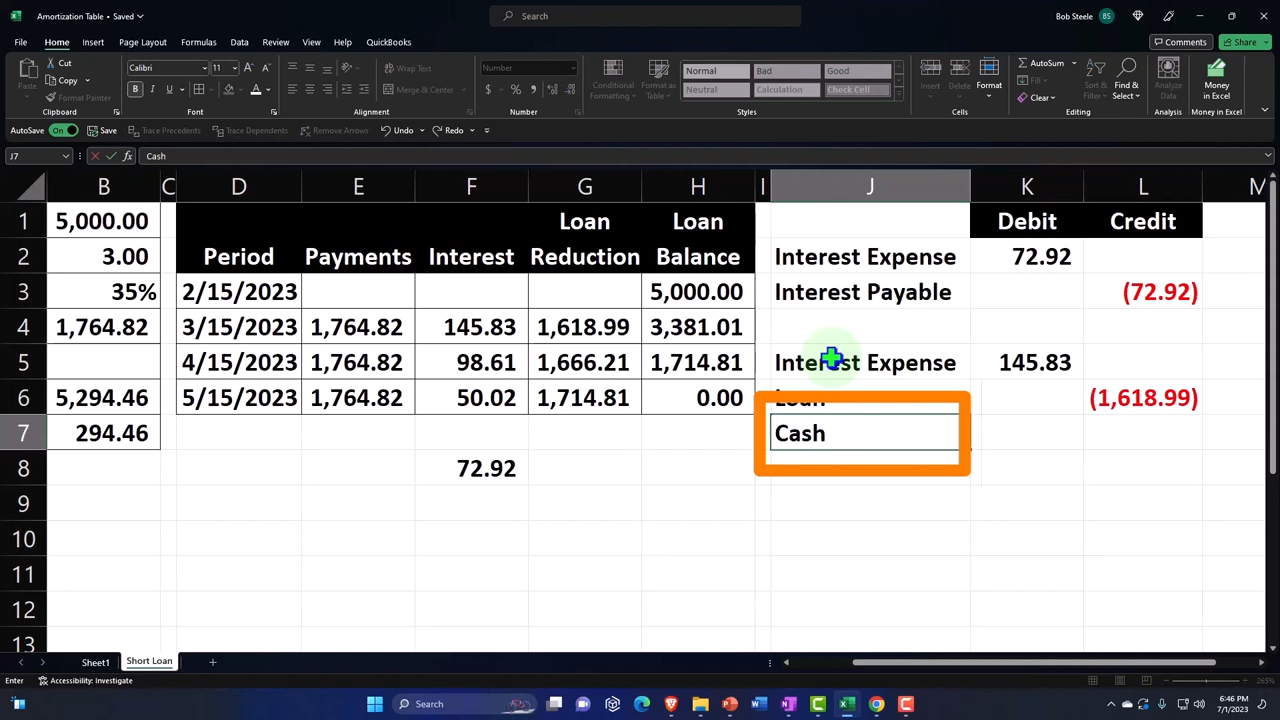 Amortization Table • Saved
Search
Bob Steele BS
File Home Insert Page Layout Formulas Data Review View Help QuickBooks
Comments Share
Paste
Cut
Copy
Format Painter
Clipboard
Calibri 11
B I U
Font
Wrap Text
Merge & Center
Alignment
Number
$ % ,
Number
Conditional Formatting
Format as Table
Normal Bad Good
Neutral Calculation Check Cell
Styles
Insert Delete Format
Cells
AutoSum
Fill
Clear
Sort & Filter
Find & Select
Editing
Analyze Data
Analysis
Money in Excel
Money in Excel
AutoSave On Save Trace Precedents Trace Dependents Remove Arrows Undo Redo
J7 fx Cash
B C D E F G H I J K L M
1 5,000.00 Loan Loan Debit Credit
2 3.00 Period Payments Interest Reduction Balance Interest Expense 72.92
3 35% 2/15/2023 5,000.00 Interest Payable (72.92)
4 1,764.82 3/15/2023 1,764.82 145.83 1,618.99 3,381.01
5 4/15/2023 1,764.82 98.61 1,666.21 1,714.81 Interest Expense 145.83
6 5,294.46 5/15/2023 1,764.82 50.02 1,714.81 0.00 Loan (1,618.99)
7 294.46 Cash
8 72.92
9
10
11
12
13
Sheet1 Short Loan
Enter Accessibility: Investigate 265%
Search
6:46 PM
7/1/2023